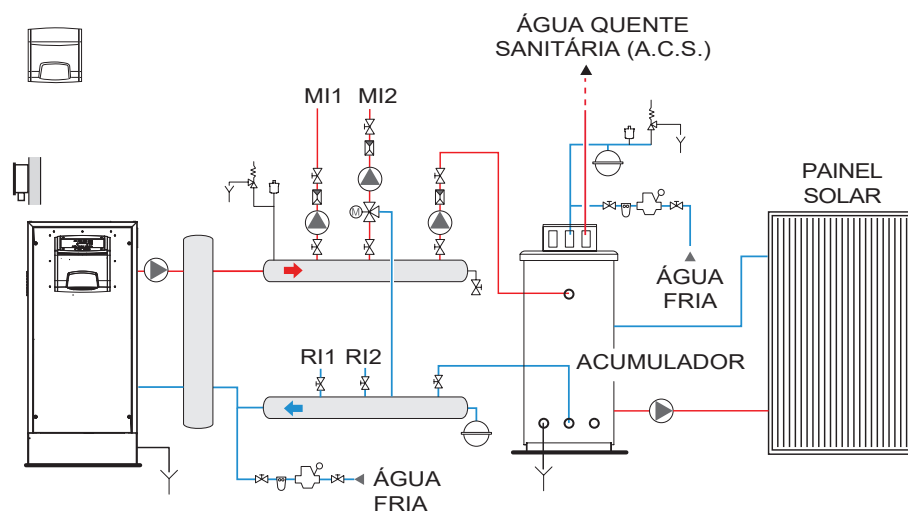 ÁGUA QUENTE
SANITÁRIA (A.C.S.)
MI1
MI2
M
PAINEL
SOLAR
ÁGUA
FRIA
RI1
RI2
ACUMULADOR
ÁGUA
FRIA